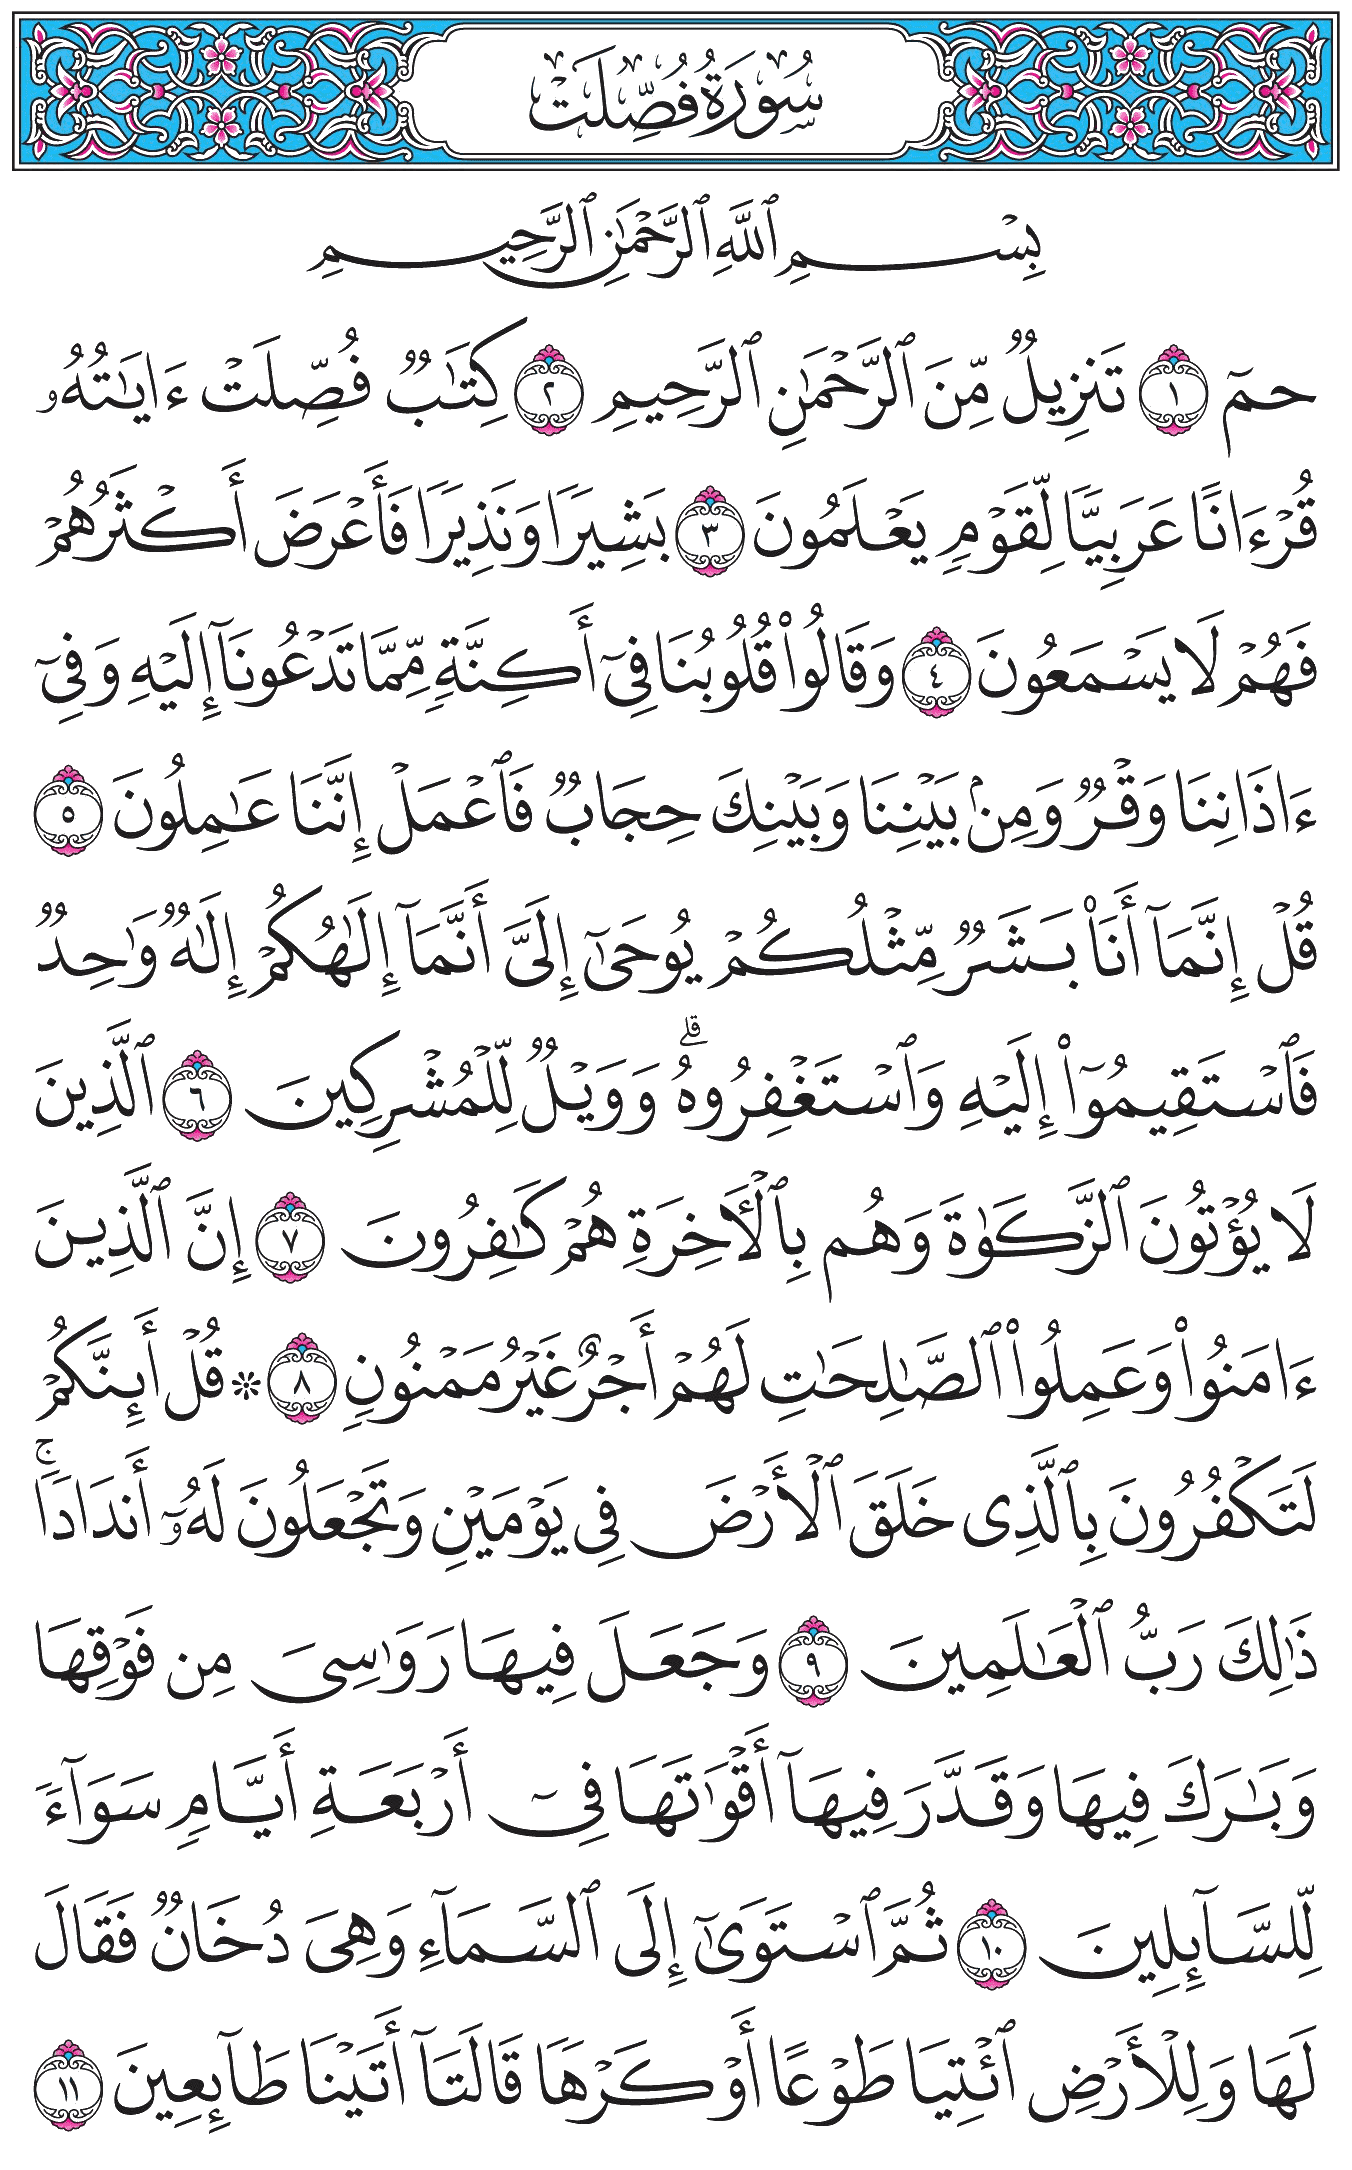 سُورَةُ فُصِّلَتْ
بِسْمِ ٱللَّهِ ٱلرَّحْمَٰنِ ٱلرَّحِيمِ
حمٓ ١ تَنزِيلٌ مِّنَ ٱلرَّحْمَٰنِ ٱلرَّحِيمِ ٢ كِتَٰبٌ فُصِّلَتْ ءَايَٰتُهُۥ
قُرْءَانًا عَرَبِيًّا لِّقَوْمٍ يَعْلَمُونَ ٣ بَشِيرًا وَنَذِيرًا فَأَعْرَضَ أَكْثَرُهُمْ
فَهُمْ لَا يَسْمَعُونَ ٤ وَقَالُوا۟ قُلُوبُنَا فِىٓ أَكِنَّةٍ مِّمَّا تَدْعُونَآ إِلَيْهِ وَفِىٓ
ءَاذَانِنَا وَقْرٌ وَمِنۢ بَيْنِنَا وَبَيْنِكَ حِجَابٌ فَٱعْمَلْ إِنَّنَا عَٰمِلُونَ ٥
قُلْ إِنَّمَآ أَنَا۠ بَشَرٌ مِّثْلُكُمْ يُوحَىٰٓ إِلَىَّ أَنَّمَآ إِلَٰهُكُمْ إِلَٰهٌ وَٰحِدٌ
فَٱسْتَقِيمُوٓا۟ إِلَيْهِ وَٱسْتَغْفِرُوهُ ۗ وَوَيْلٌ لِّلْمُشْرِكِينَ ٦ ٱلَّذِينَ
لَا يُؤْتُونَ ٱلزَّكَوٰةَ وَهُم بِٱلْءَاخِرَةِ هُمْ كَٰفِرُونَ ٧ إِنَّ ٱلَّذِينَ
ءَامَنُوا۟ وَعَمِلُوا۟ ٱلصَّٰلِحَٰتِ لَهُمْ أَجْرٌ غَيْرُ مَمْنُونٍ ٨ ۞ قُلْ أَئِنَّكُمْ
لَتَكْفُرُونَ بِٱلَّذِى خَلَقَ ٱلْأَرْضَ فِى يَوْمَيْنِ وَتَجْعَلُونَ لَهُۥٓ أَندَادًا ۚ
ذَٰلِكَ رَبُّ ٱلْعَٰلَمِينَ ٩ وَجَعَلَ فِيهَا رَوَٰسِىَ مِن فَوْقِهَا
وَبَٰرَكَ فِيهَا وَقَدَّرَ فِيهَآ أَقْوَٰتَهَا فِىٓ أَرْبَعَةِ أَيَّامٍ سَوَآءً
لِّلسَّآئِلِينَ ١٠ ثُمَّ ٱسْتَوَىٰٓ إِلَى ٱلسَّمَآءِ وَهِىَ دُخَانٌ فَقَالَ
لَهَا وَلِلْأَرْضِ ٱئْتِيَا طَوْعًا أَوْ كَرْهًا قَالَتَآ أَتَيْنَا طَآئِعِينَ ١١